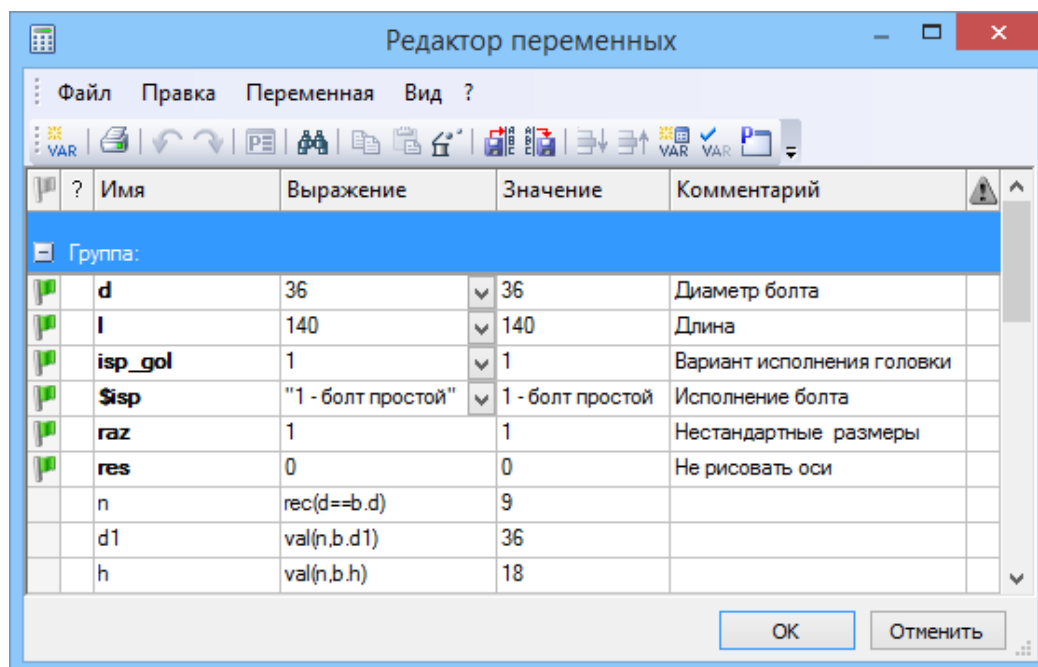 Редактор переменных
Файл Правка Переменная Вид ?
VAR VAR VAR
? Имя Выражение Значение Комментарий
Группа:
d 36 36 Диаметр болта
l 140 140 Длина
isp_gol 1 1 Вариант исполнения головки
$isp "1 - болт простой" 1 - болт простой Исполнение болта
raz 1 1 Нестандартные размеры
res 0 0 Не рисовать оси
n rec(d==b.d) 9
d1 val(n,b.d1) 36
h val(n,b.h) 18
OK Отменить